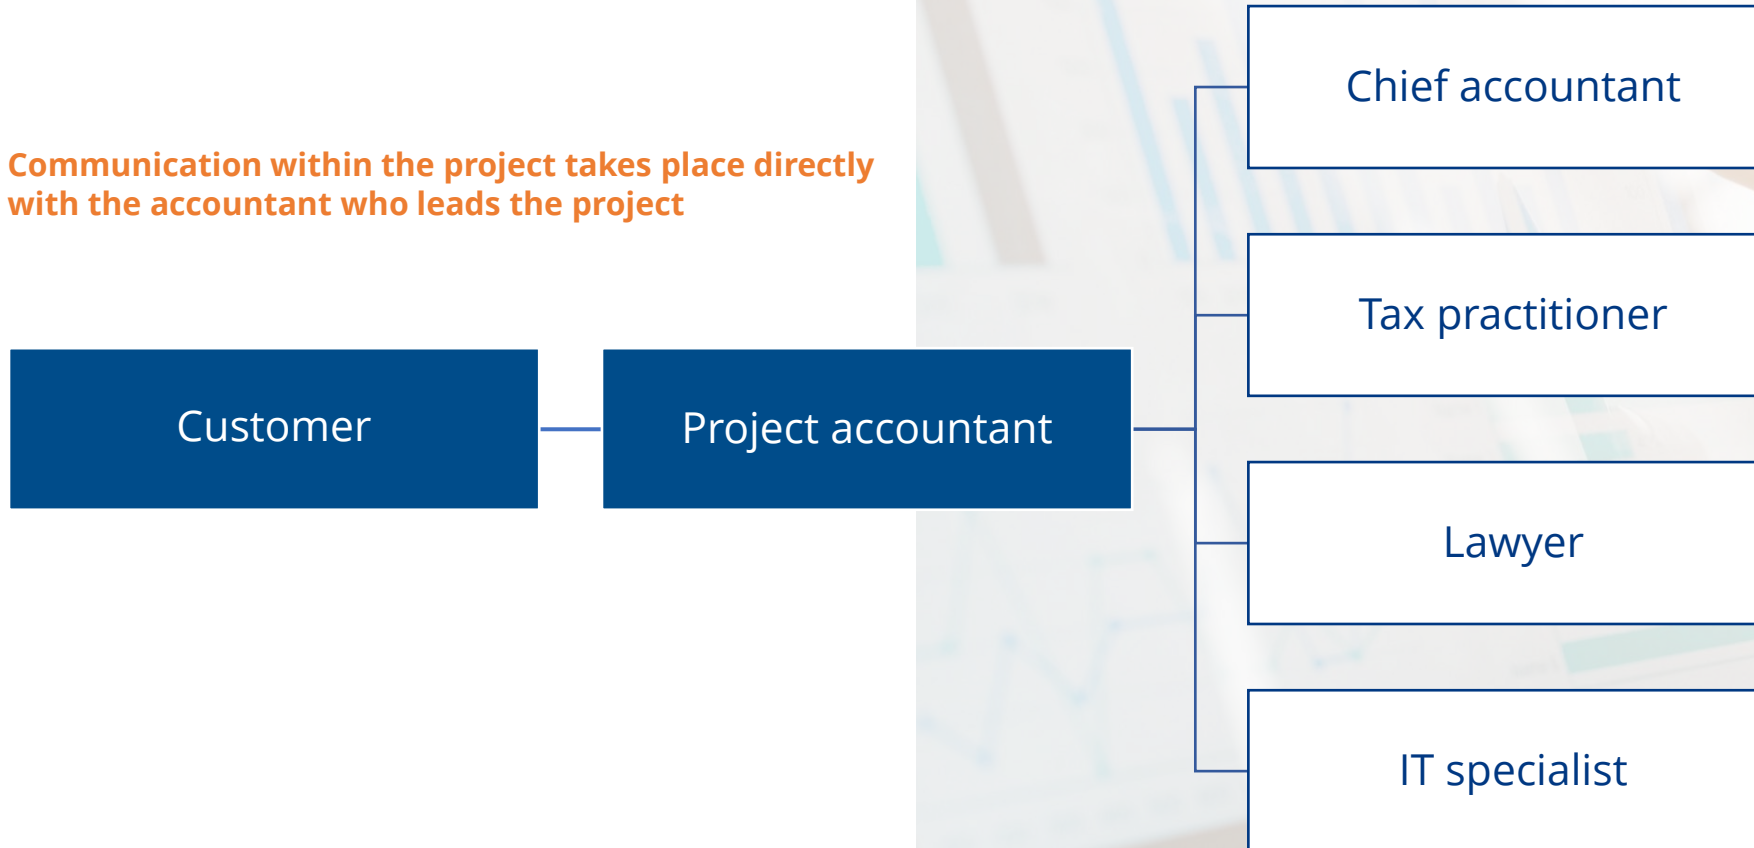 Communication within the project takes place directly
with the accountant who leads the project
Customer
Project accountant
Chief accountant
Tax practitioner
Lawyer
IT specialist